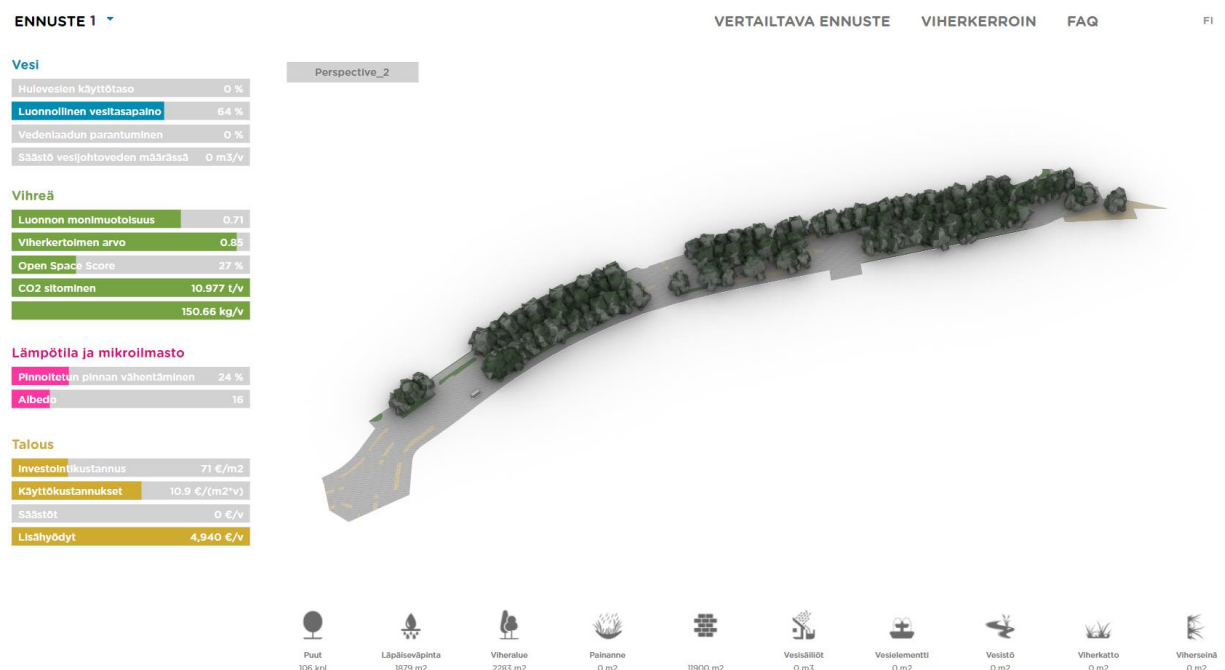 ENNUSTE 1
VERTAILTAVA ENNUSTE
VIHERKERROIN
FAQ
FI
Vesi
Hulevesien käyttötaso 0 %
Luonnollinen vesitasapaino 64 %
Vedenlaadun parantuminen 0 %
Säästö vesijohtoveden määrässä 0 m3/v
Vihreä
Luonnon monimuotoisuus 0.71
Viherkertoimen arvo 0.85
Open Space Score 27 %
CO2 sitominen 10.977 t/v
150.66 kg/v
Lämpötila ja mikroilmasto
Pinnoitetun pinnan vähentäminen 24 %
Albedo 16
Talous
Investointikustannus 71 €/m2
Käyttökustannukset 10.9 €/(m2*v)
Säästöt 0 €/v
Lisähyödyt 4,940 €/v
Perspective_2
Puut
106 kpl
Läpäiseväpinta
1879 m2
Viheralue
2283 m2
Painanne
0 m2
11900 m2
Vesisäiliöt
0 m3
Vesielementti
0 m2
Vesistö
0 m2
Viherkatto
0 m2
Viherseinä
0 m2